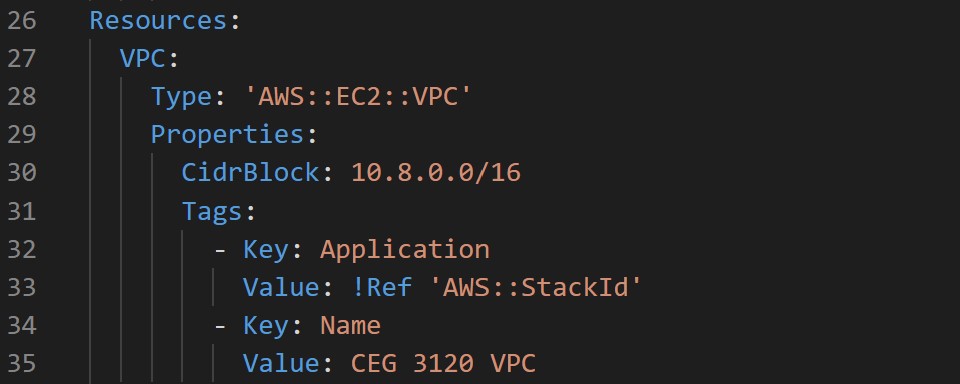 26 Resources:
27 VPC:
28 Type: 'AWS::EC2::VPC'
29 Properties:
30 CidrBlock: 10.8.0.0/16
31 Tags:
32 - Key: Application
33 Value: !Ref 'AWS::StackId'
34 - Key: Name
35 Value: CEG 3120 VPC